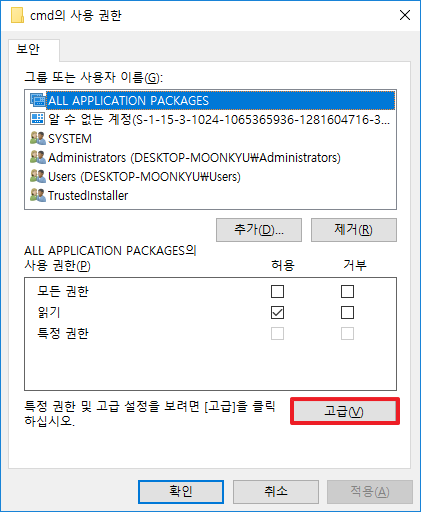 cmd의 사용 권한
보안
그룹 또는 사용자 이름(G):
ALL APPLICATION PACKAGES
알 수 없는 계정(S-1-15-3-1024-1065365936-1281604716-3...
SYSTEM
Administrators (DESKTOP-MOONKYU₩Administrators)
Users (DESKTOP-MOONKYU₩Users)
TrustedInstaller
추가(D)...
제거(R)
ALL APPLICATION PACKAGES의
사용 권한(P)
허용
거부
모든 권한
읽기
특정 권한
특정 권한 및 고급 설정을 보려면 [고급]을 클릭
하십시오.
고급(V)
확인
취소
적용(A)